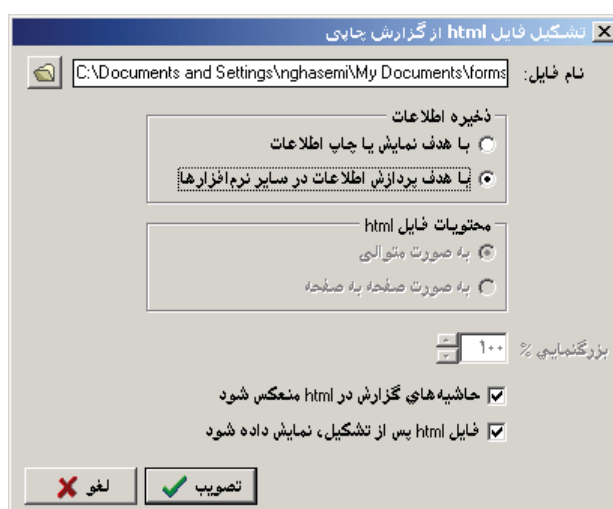 تشکیل فایل html از گزارش چاپی
نام فایل: C:\Documents and Settings\nghasemi\My Documents\forms
ذخیره اطلاعات
با هدف نمایش یا چاپ اطلاعات
با هدف پردازش اطلاعات در سایر نرم‌افزارها
محتویات فایل html
به صورت متوالی
به صورت صفحه به صفحه
بزرگنمایي % ۱۰۰
حاشیه‌هاي گزارش در html منعکس شود
فایل html پس از تشکیل، نمایش داده شود
تصویب لغو